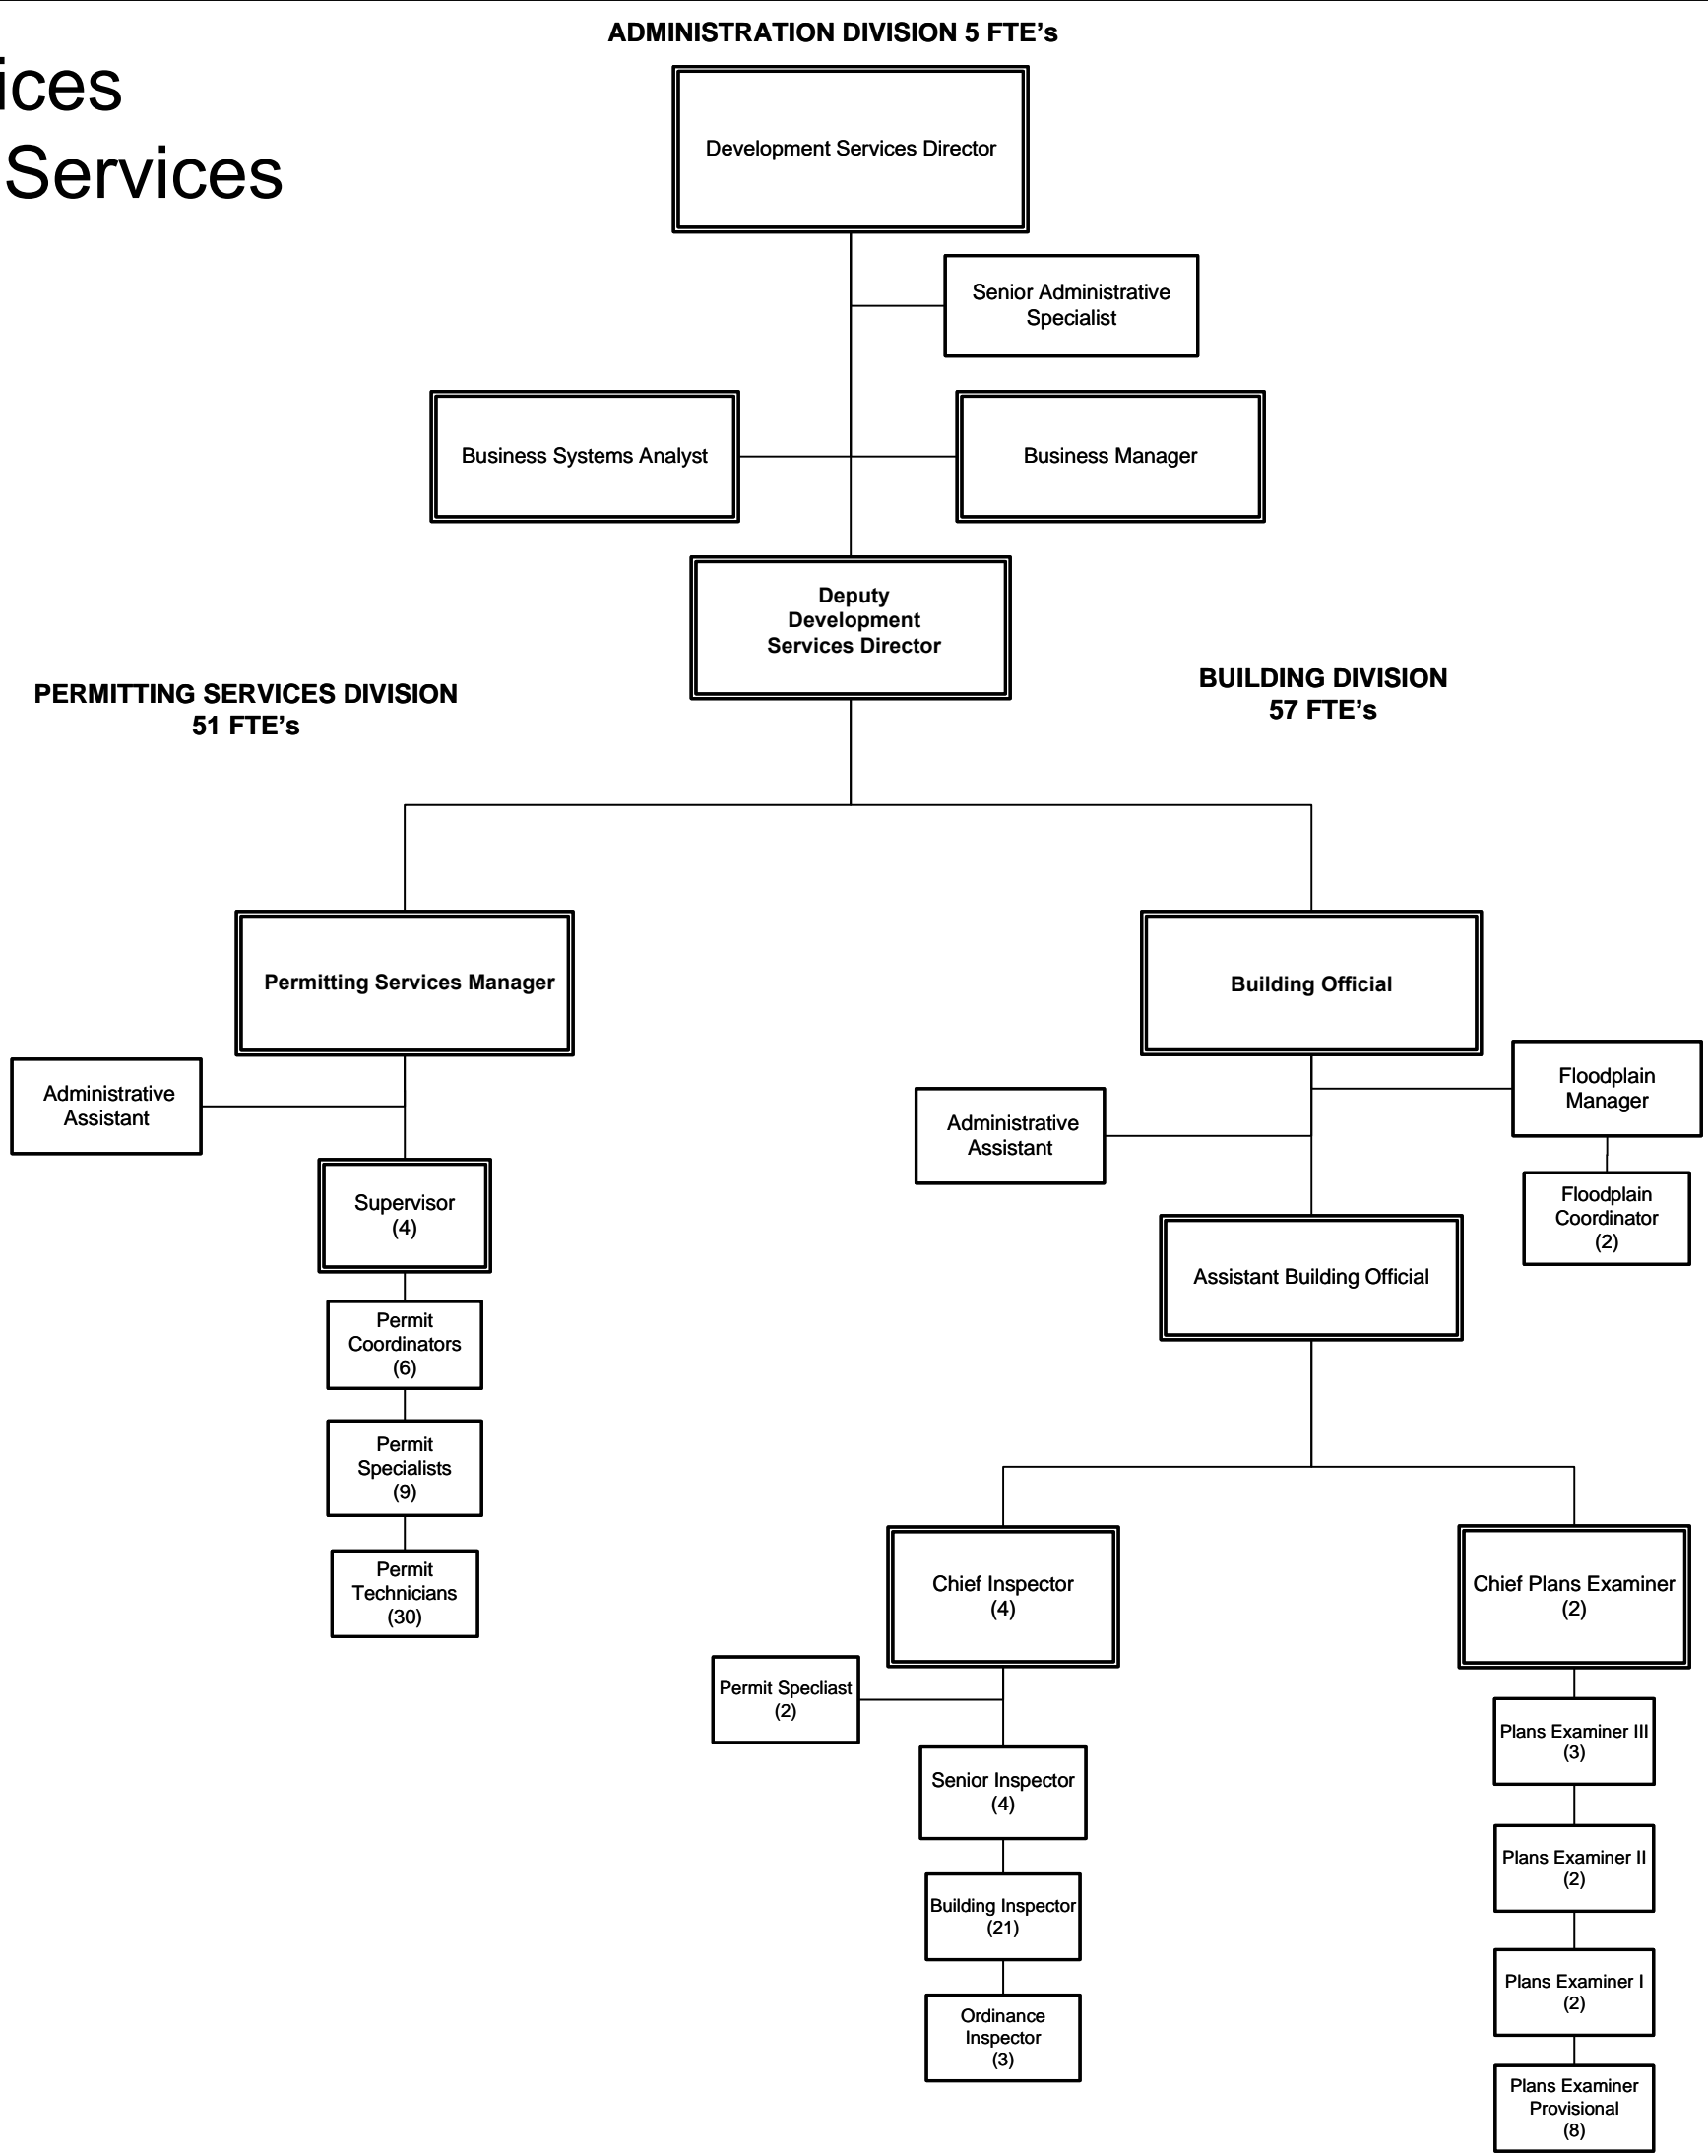 ADMINISTRATION DIVISION 5 FTE's
ices
Services
Development Services Director
Senior Administrative
Specialist
Business Systems Analyst
Business Manager
Deputy
Development
Services Director
PERMITTING SERVICES DIVISION
51 FTE's
BUILDING DIVISION
57 FTE's
Permitting Services Manager
Administrative
Assistant
Supervisor
(4)
Permit
Coordinators
(6)
Permit
Specialists
(9)
Permit
Technicians
(30)
Building Official
Floodplain
Manager
Administrative
Assistant
Floodplain
Coordinator
(2)
Assistant Building Official
Chief Inspector
(4)
Permit Specliast
(2)
Senior Inspector
(4)
Building Inspector
(21)
Ordinance
Inspector
(3)
Chief Plans Examiner
(2)
Plans Examiner III
(3)
Plans Examiner II
(2)
Plans Examiner I
(2)
Plans Examiner
Provisional
(8)